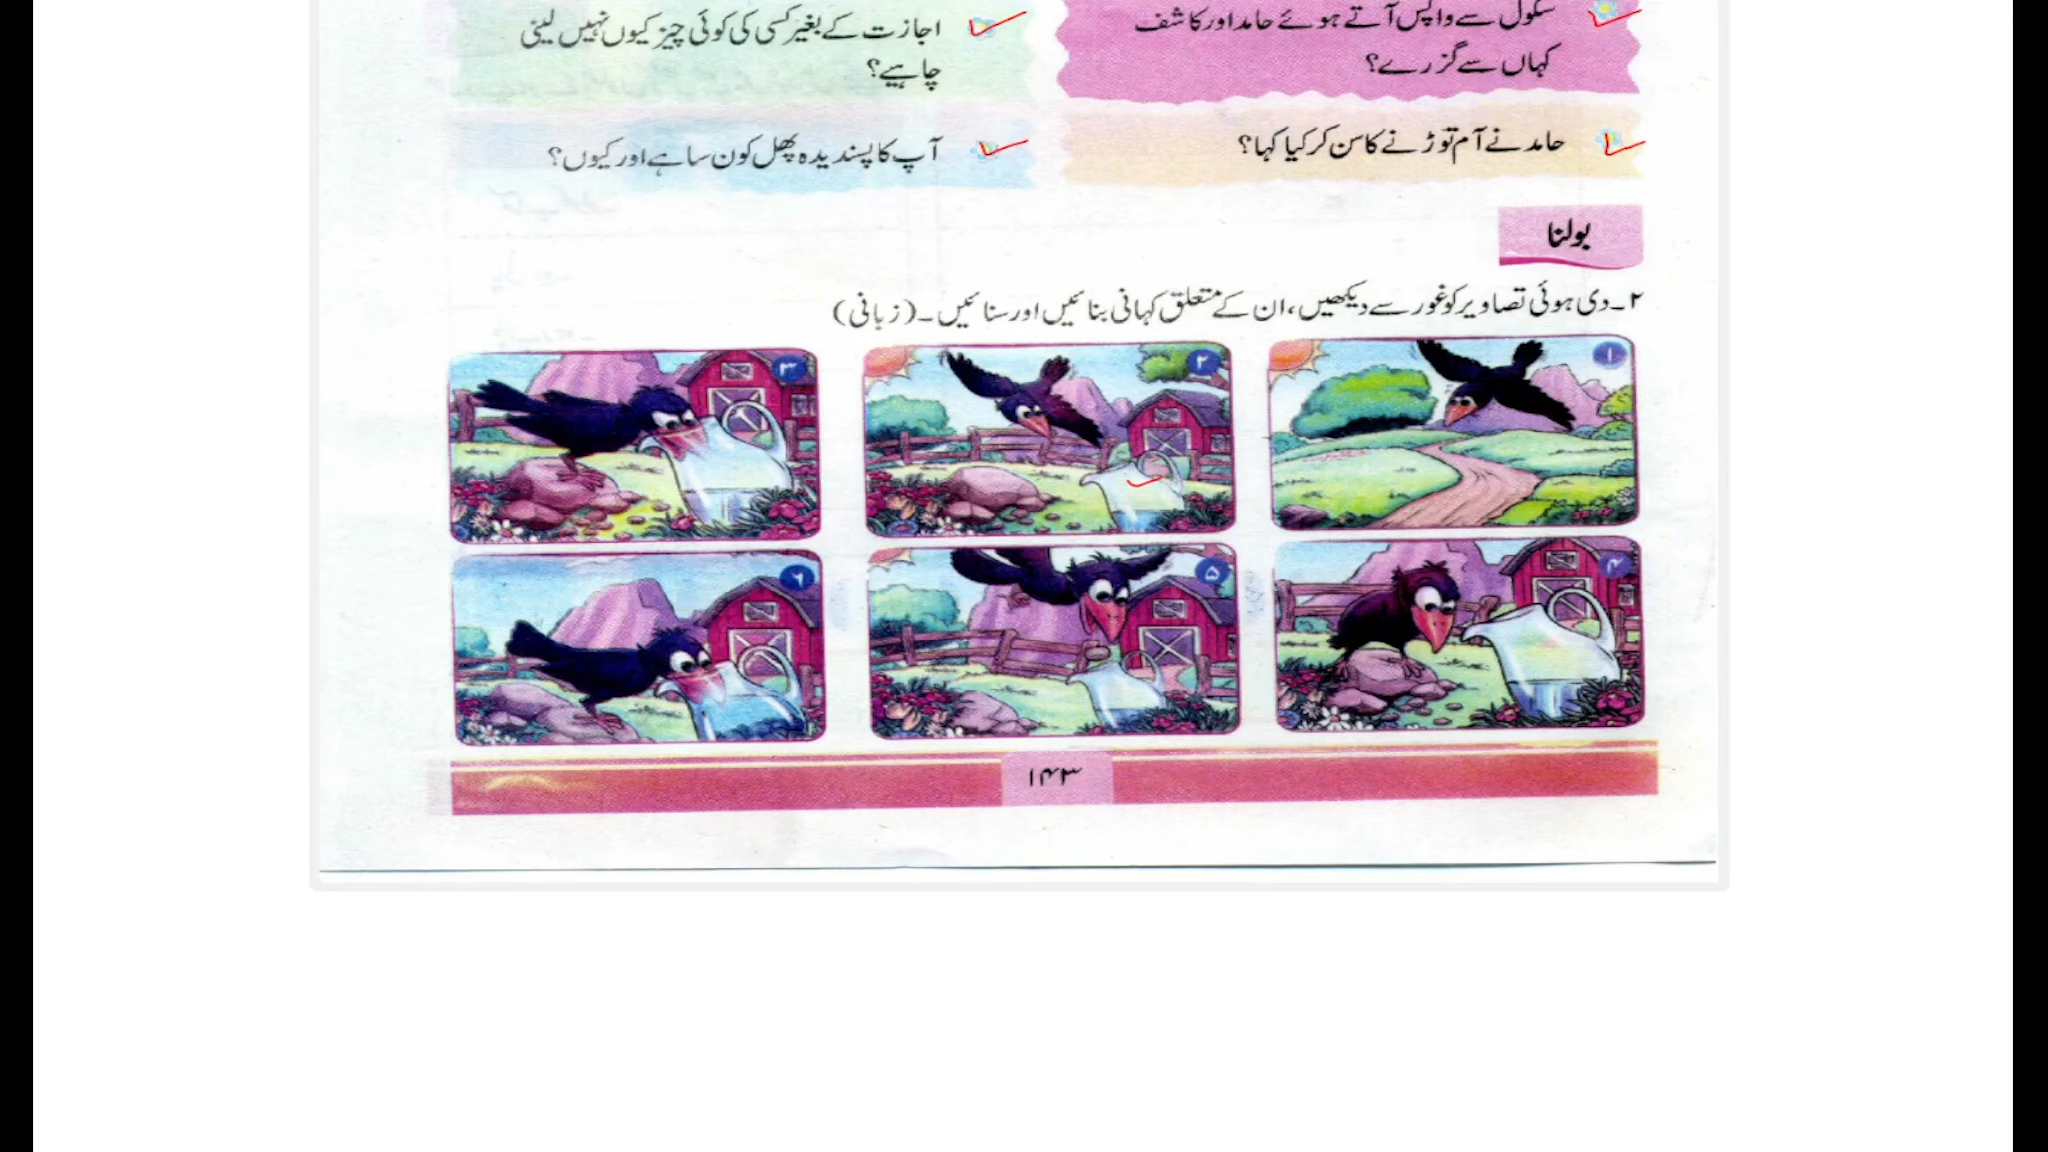 سکول سے واپس آتے ہوئے حامد اور کاشف
کہاں سے گزرے؟
اجازت کے بغیر کسی کی کوئی چیز کیوں نہیں لینی
چاہیے؟
حامد نے آم توڑنے کا سن کر کیا کہا؟
آپ کا پسندیدہ پھل کون سا ہے اور کیوں؟
بولنا
۲۔ دی ہوئی تصاویر کو غور سے دیکھیں، ان کے متعلق کہانی بنائیں اور سنائیں۔ (زبانی)
۱
۲
۳
۴
۵
۶
۱۴۳